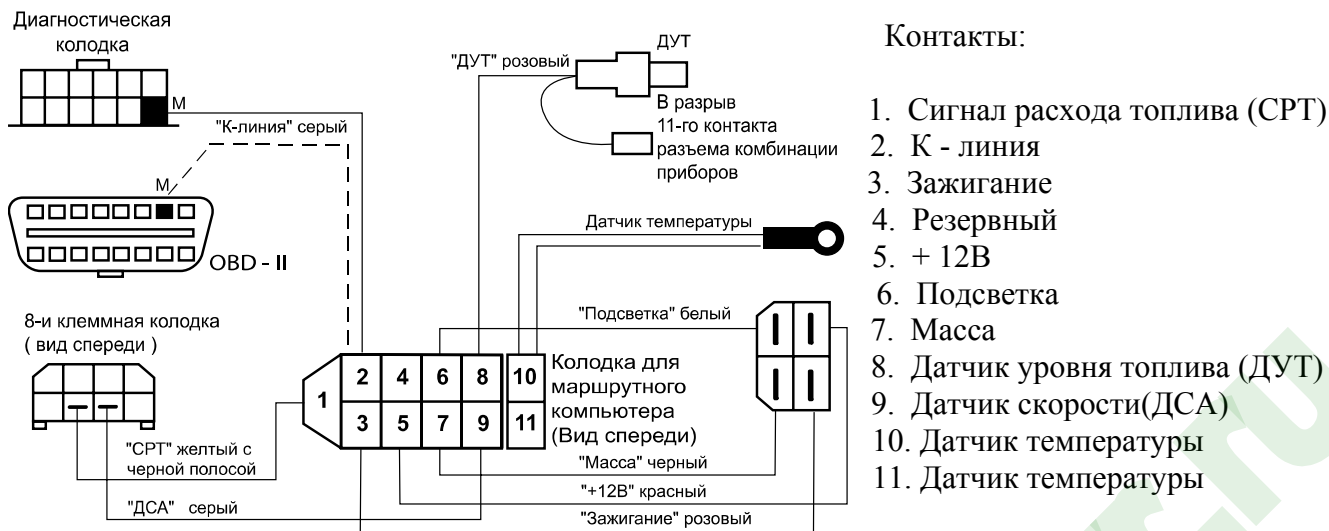 Диагностическая
колодка
М
"К-линия" серый
М
OBD - II
8-и клеммная колодка
( вид спереди )
"СРТ" желтый с
черной полосой
"ДСА" серый
"ДУТ" розовый
ДУТ
В разрыв
11-го контакта
разъема комбинации
приборов
Датчик температуры
"Подсветка" белый
1
2 4 6 8 10
3 5 7 9 11
Колодка для
маршрутного
компьютера
(Вид спереди)
"Масса" черный
"+12В" красный
"Зажигание" розовый
Контакты:
1. Сигнал расхода топлива (СРТ)
2. К - линия
3. Зажигание
4. Резервный
5. + 12В
6. Подсветка
7. Масса
8. Датчик уровня топлива (ДУТ)
9. Датчик скорости(ДСА)
10. Датчик температуры
11. Датчик температуры